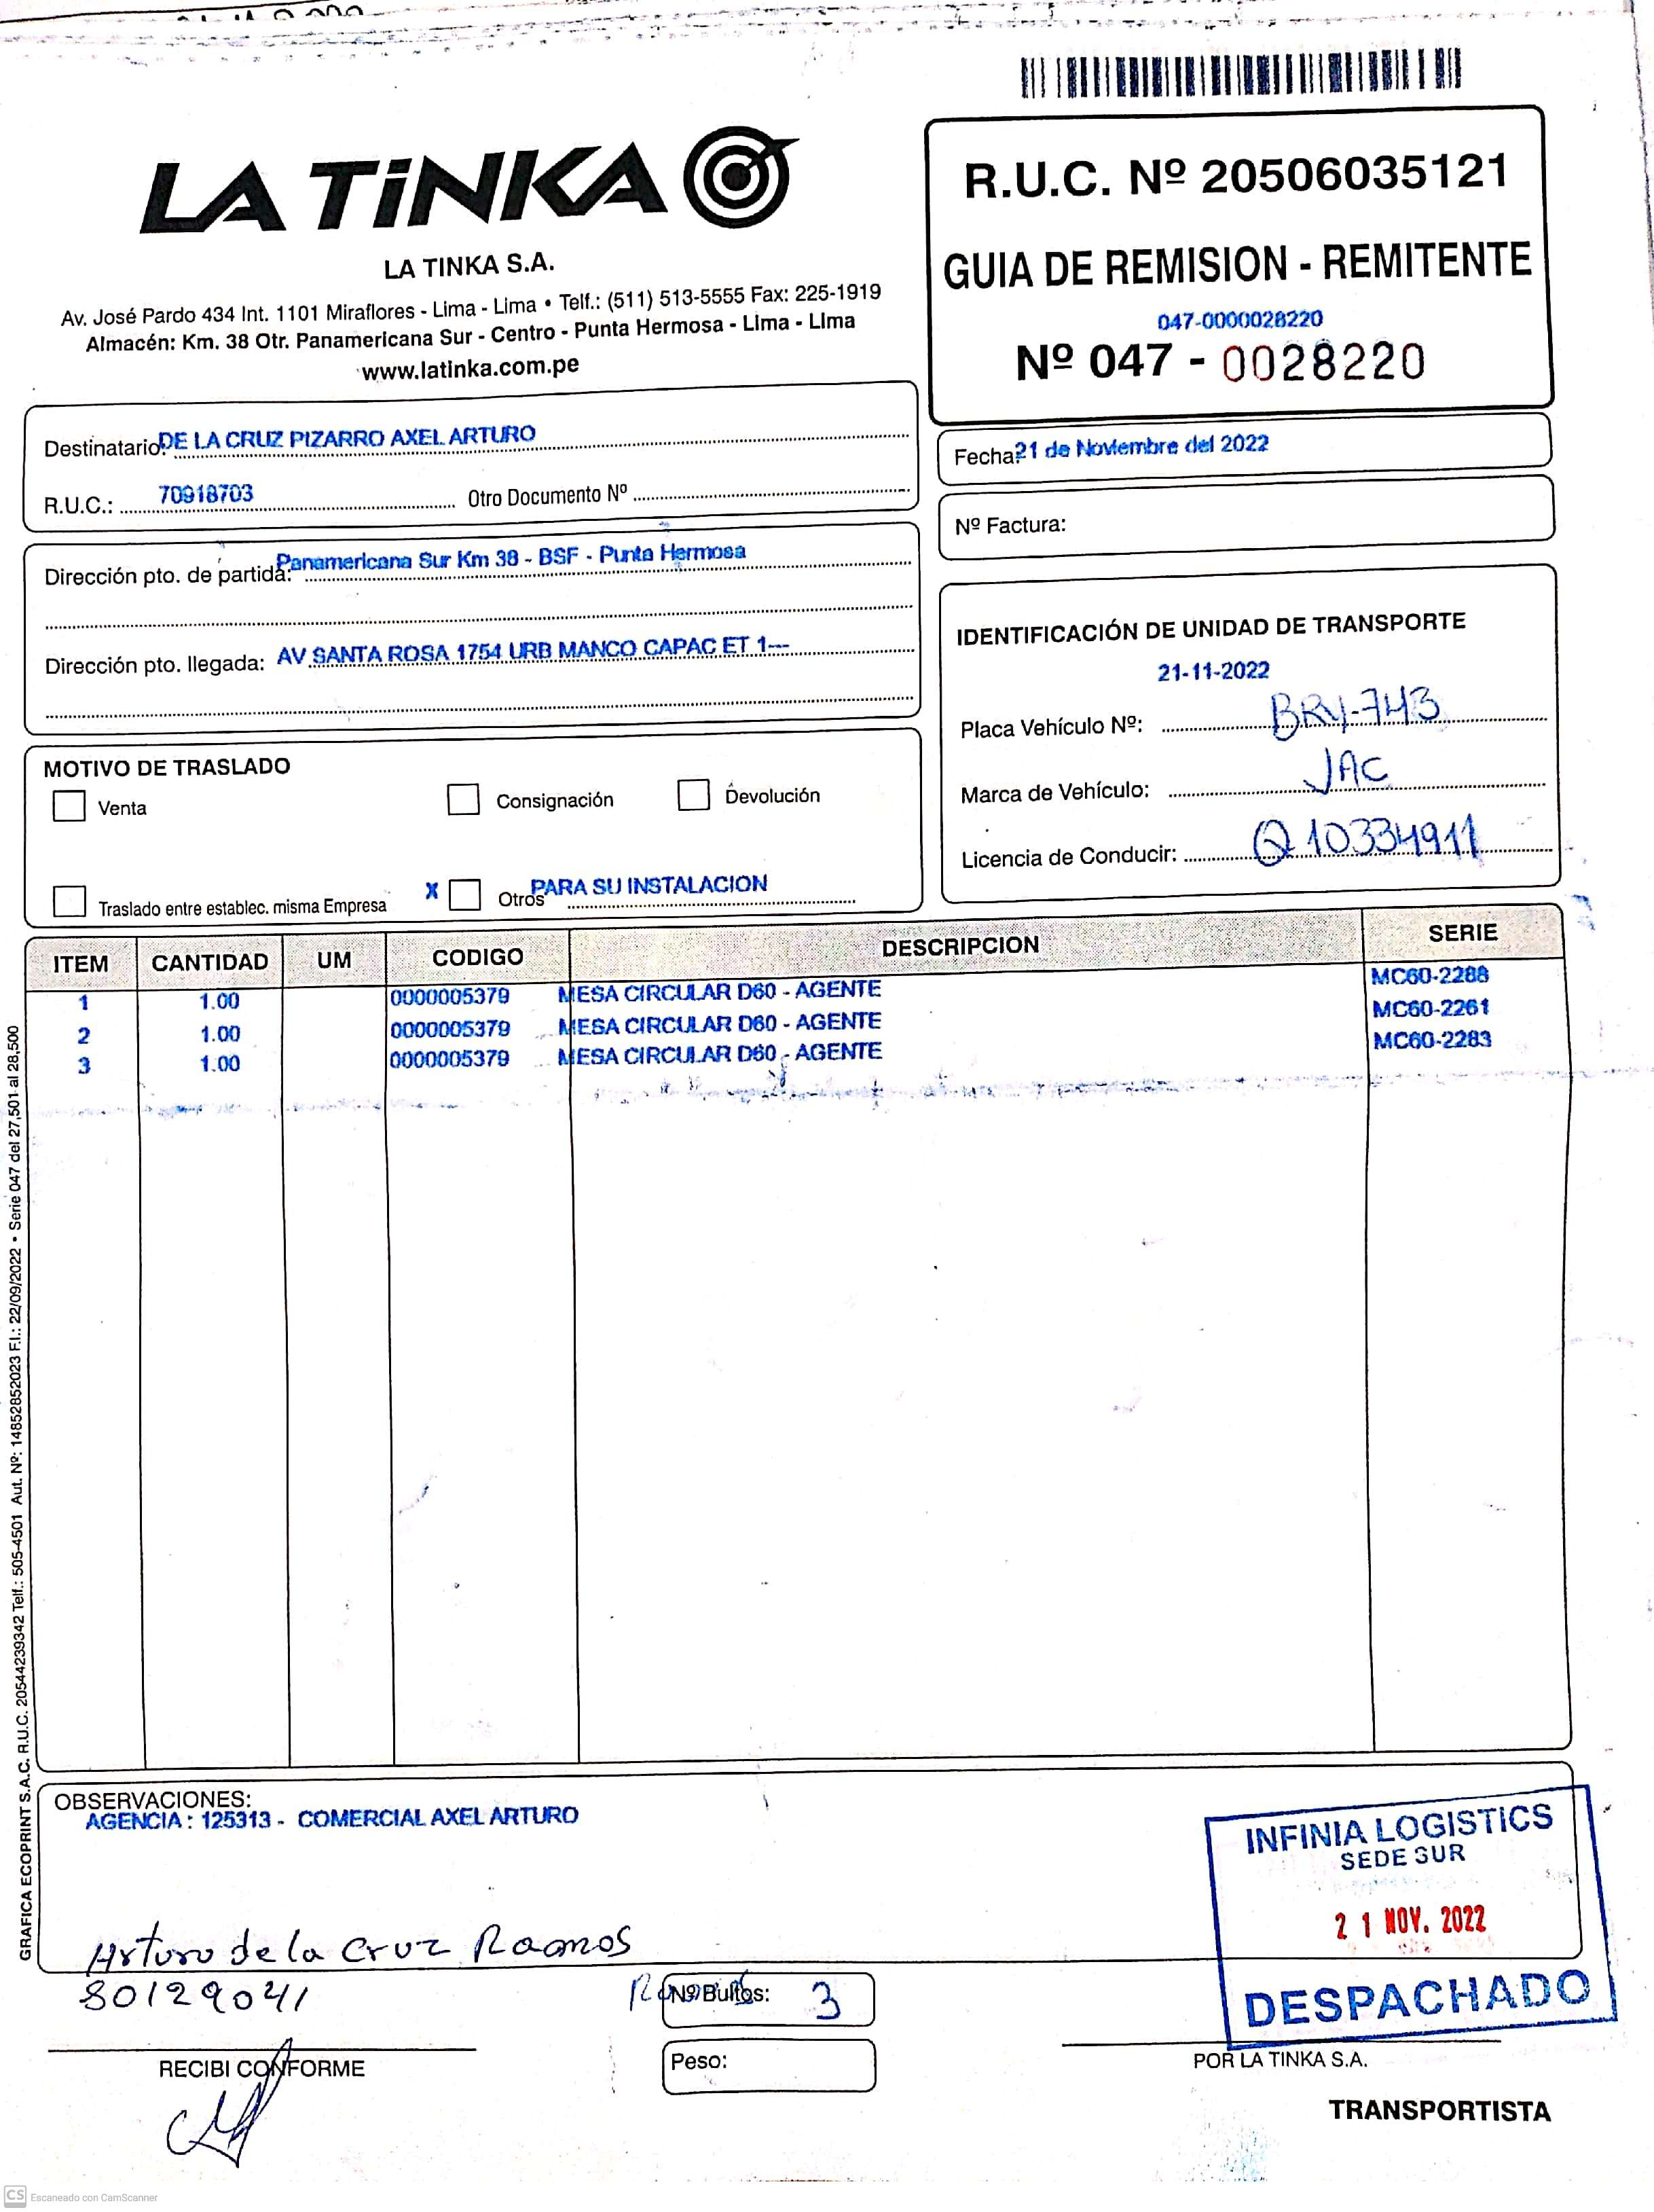 LA TiNKA
LA TINKA S.A.
Av. José Pardo 434 Int. 1101 Miraflores - Lima - Lima • Telf.: (511) 513-5555 Fax: 225-1919
Almacén: Km. 38 Otr. Panamericana Sur - Centro - Punta Hermosa - Lima - LIma
www.latinka.com.pe
R.U.C. Nº 20506035121
GUIA DE REMISION - REMITENTE
047-0000028220
Nº 047 - 0028220
Destinatario: DE LA CRUZ PIZARRO AXEL ARTURO
R.U.C.: 70918703 Otro Documento Nº
Fecha: 21 de Noviembre del 2022
Nº Factura:
Dirección pto. de partida: Panamericana Sur Km 38 - BSF - Punta Hermosa
Dirección pto. llegada: AV SANTA ROSA 1754 URB MANCO CAPAC ET 1---
IDENTIFICACIÓN DE UNIDAD DE TRANSPORTE
21-11-2022
Placa Vehículo Nº: BRY-743
Marca de Vehículo: JAC
Licencia de Conducir: Q10334911
MOTIVO DE TRASLADO
Venta Consignación Devolución
Traslado entre establec. misma Empresa X Otros PARA SU INSTALACION
ITEM CANTIDAD UM CODIGO DESCRIPCION SERIE
1 1.00 0000005379 MESA CIRCULAR D60 - AGENTE MC60-2288
2 1.00 0000005379 MESA CIRCULAR D60 - AGENTE MC60-2261
3 1.00 0000005379 MESA CIRCULAR D60 - AGENTE MC60-2283
GRAFICA ECOPRINT S.A.C. R.U.C. 20544239342 Telf.: 505-4501 Aut. Nº: 14852852023 F.I.: 22/09/2022 • Serie 047 del 27,501 al 28,500
OBSERVACIONES:
AGENCIA : 125313 - COMERCIAL AXEL ARTURO
INFINIA LOGISTICS
SEDE SUR
21 NOV. 2022
DESPACHADO
Arturo de la Cruz Ramos
80129041
Nº Bultos: 3
RECIBI CONFORME
Peso:
POR LA TINKA S.A.
TRANSPORTISTA
CS Escaneado con CamScanner